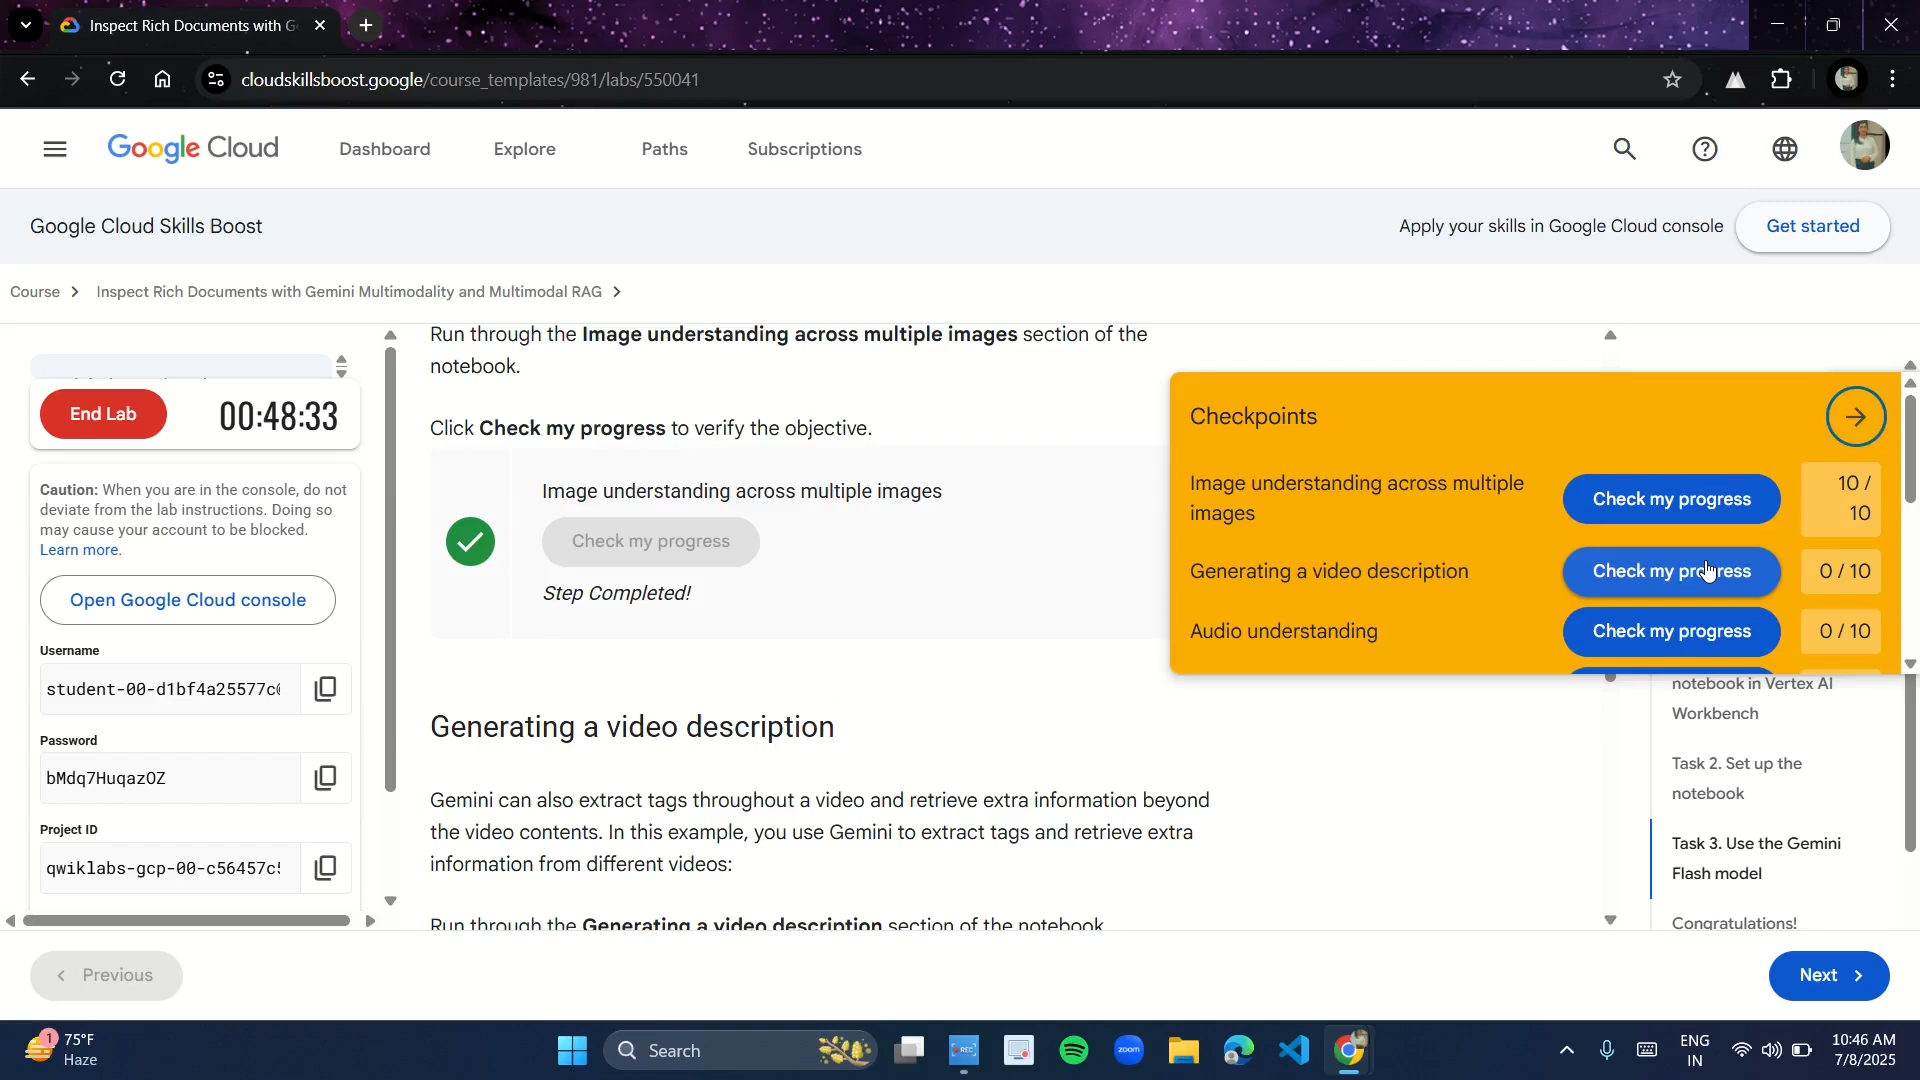 Inspect Rich Documents with G
cloudskillsboost.google/course_templates/981/labs/550041
Google Cloud
Dashboard
Explore
Paths
Subscriptions
Google Cloud Skills Boost
Apply your skills in Google Cloud console
Get started
Course
Inspect Rich Documents with Gemini Multimodality and Multimodal RAG
End Lab
00:48:33
Caution: When you are in the console, do not
deviate from the lab instructions. Doing so
may cause your account to be blocked.
Learn more.
Open Google Cloud console
Username
student-00-d1bf4a25577c
Password
bMdq7HuqazOZ
Project ID
qwiklabs-gcp-00-c56457c
Run through the Image understanding across multiple images section of the
notebook.
Click Check my progress to verify the objective.
Image understanding across multiple images
Check my progress
Step Completed!
Generating a video description
Gemini can also extract tags throughout a video and retrieve extra information beyond
the video contents. In this example, you use Gemini to extract tags and retrieve extra
information from different videos:
Run through the Generating a video description section of the notebook
Checkpoints
Image understanding across multiple
images
Check my progress
10 /
10
Generating a video description
Check my progress
0 / 10
Audio understanding
Check my progress
0 / 10
notebook in Vertex AI
Workbench
Task 2. Set up the
notebook
Task 3. Use the Gemini
Flash model
Congratulations!
Previous
Next
1
75°F
Haze
Search
REC
zoom
ENG
IN
10:46 AM
7/8/2025